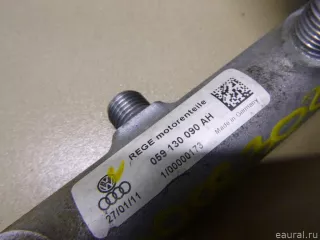 REGE motorenteile
059 130 090 AH
1/00000173
27/01/11
Made in Germany
eaural.ru